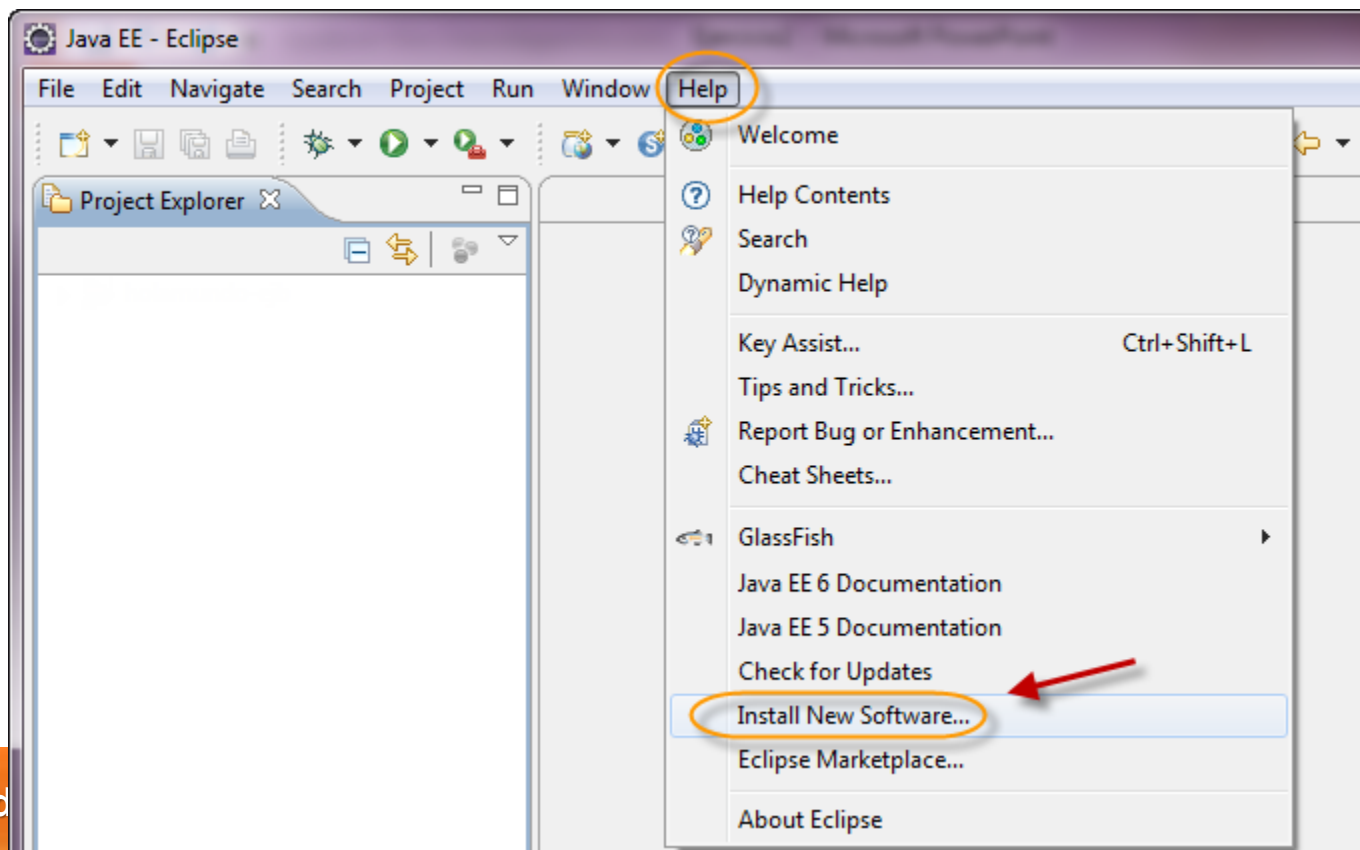 Java EE - Eclipse
File Edit Navigate Search Project Run Window Help
Project Explorer
Welcome
Help Contents
Search
Dynamic Help
Key Assist... Ctrl+Shift+L
Tips and Tricks...
Report Bug or Enhancement...
Cheat Sheets...
GlassFish
Java EE 6 Documentation
Java EE 5 Documentation
Check for Updates
Install New Software...
Eclipse Marketplace...
About Eclipse